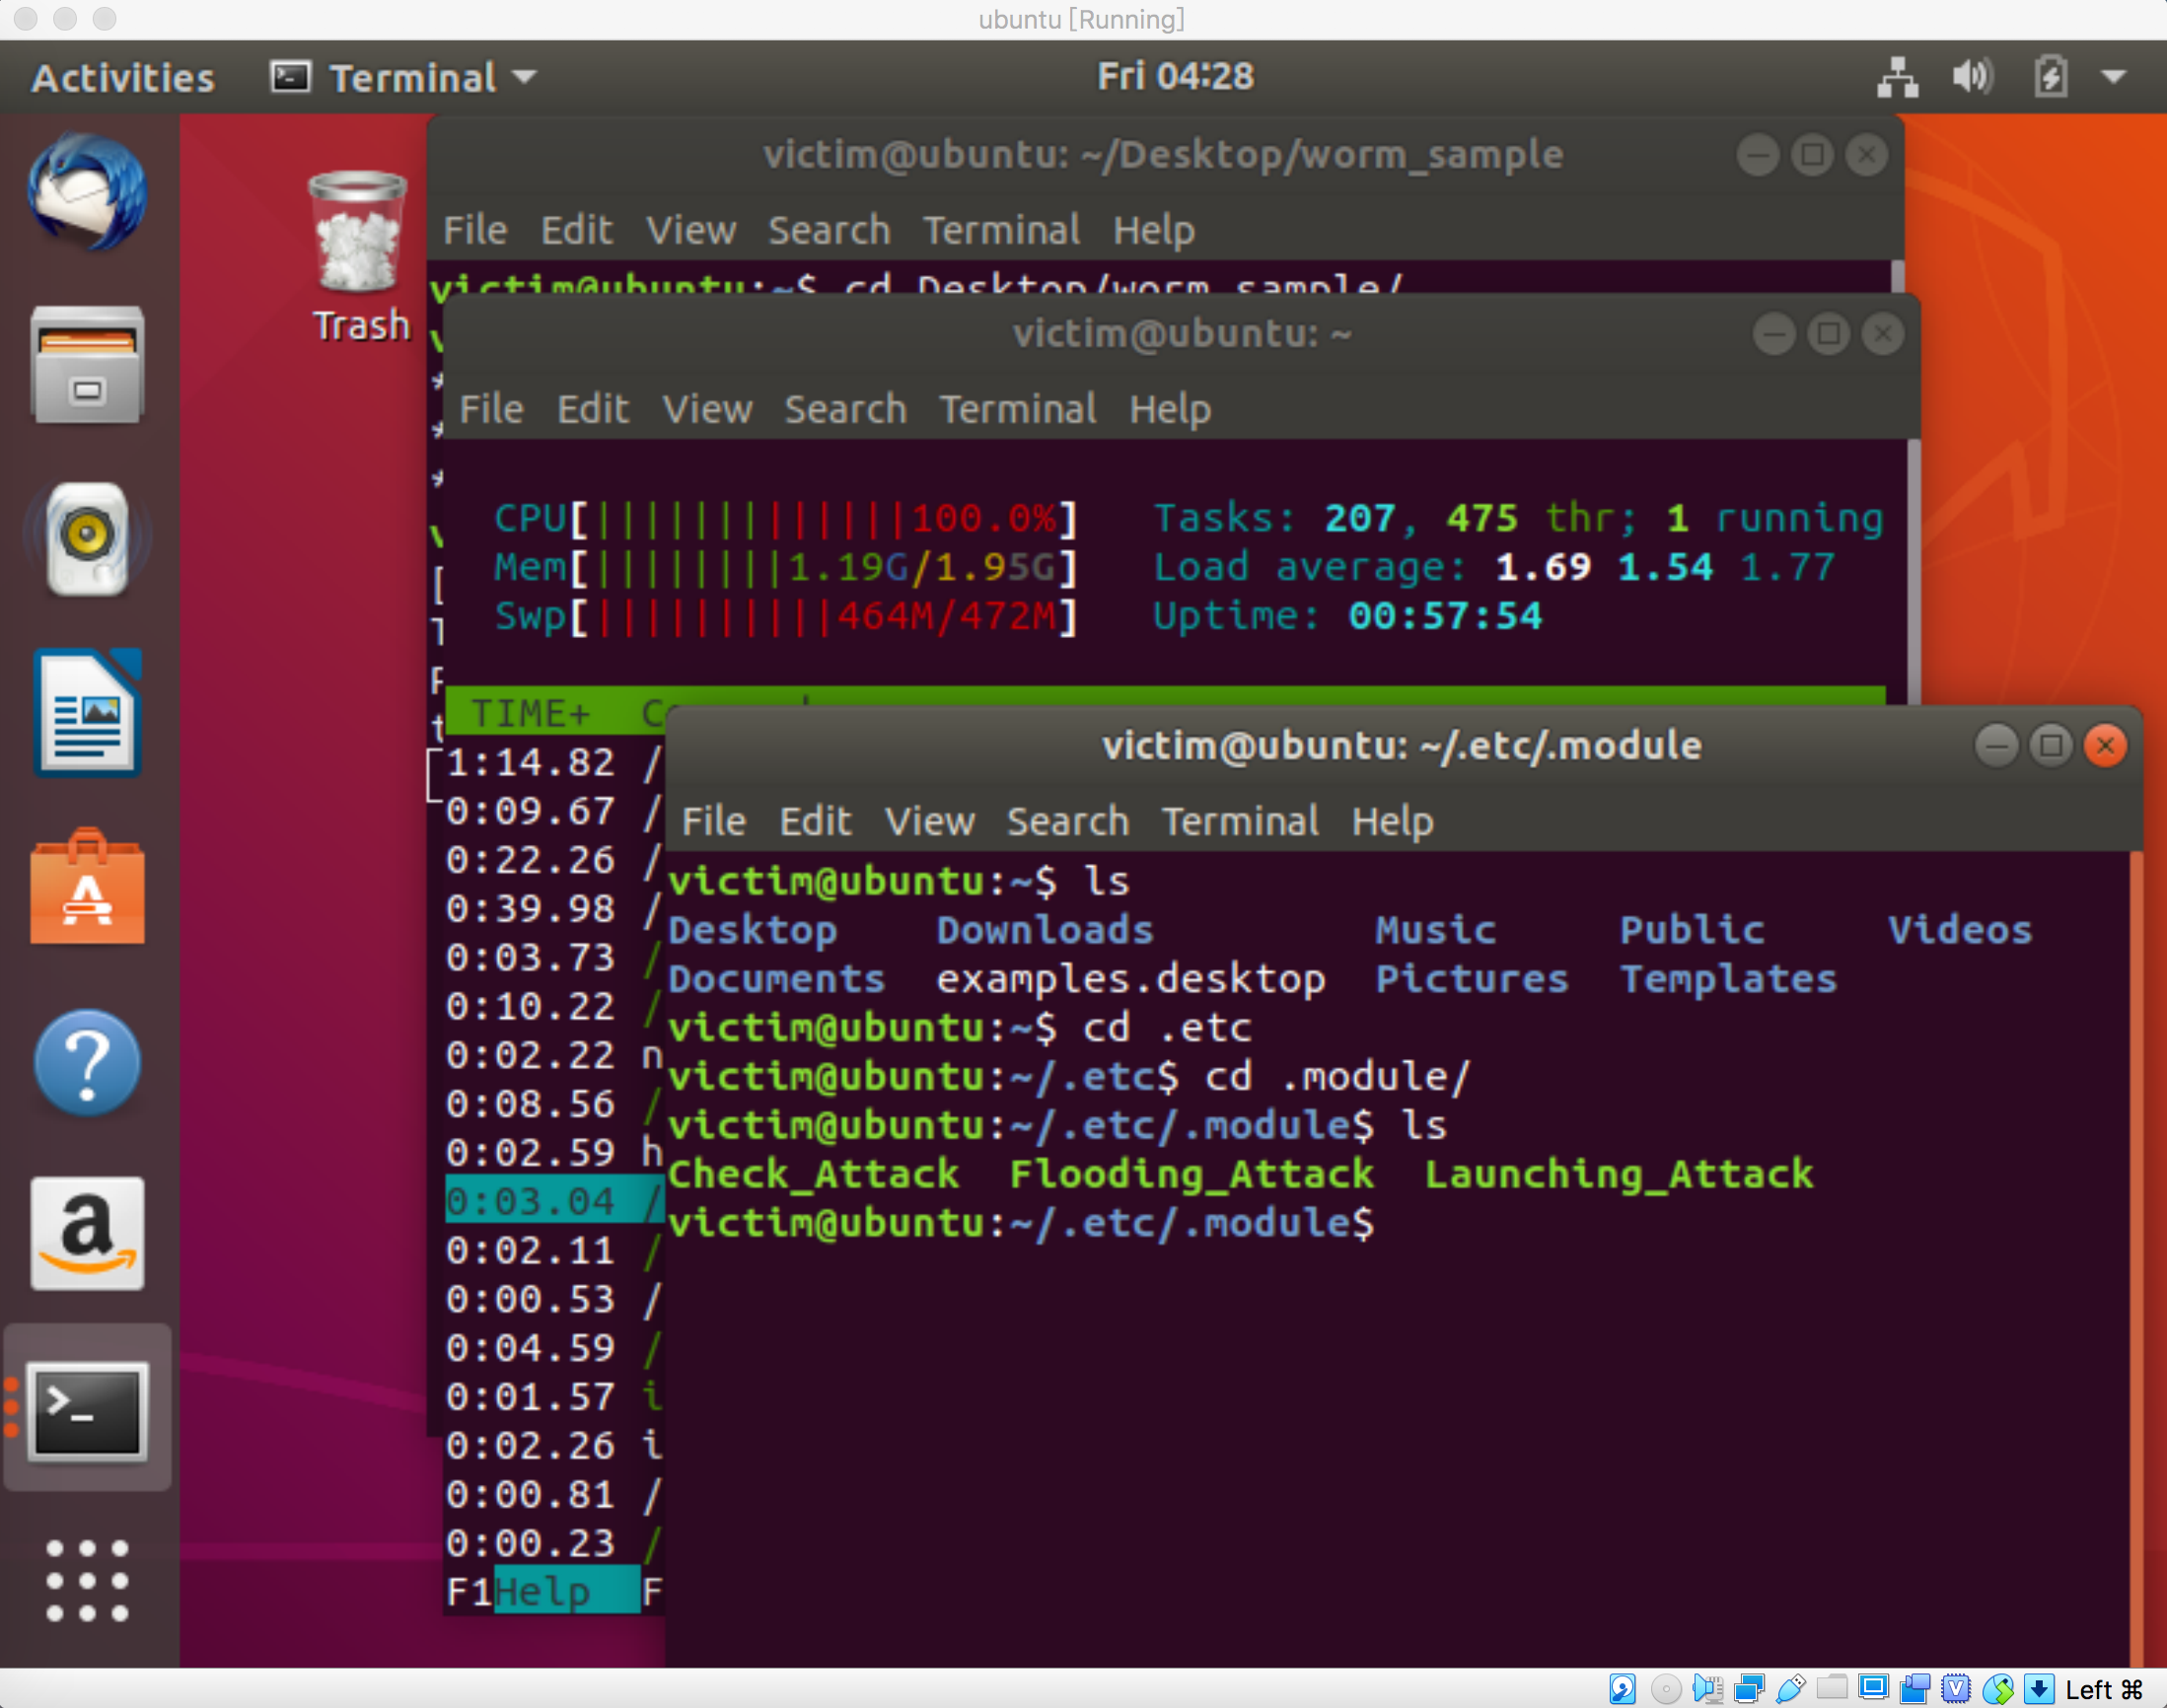 ubuntu [Running]
Activities Terminal Fri 04:28
Trash
victim@ubuntu: ~/Desktop/worm_sample
File Edit View Search Terminal Help
victim@ubuntu:~$ cd Desktop/worm_sample/
victim@ubuntu: ~
File Edit View Search Terminal Help
CPU[|||||||||||||100.0%] Tasks: 207, 475 thr; 1 running
Mem[||||||||1.19G/1.95G] Load average: 1.69 1.54 1.77
Swp[||||||||||464M/472M] Uptime: 00:57:54
TIME+
1:14.82 /
0:09.67 /
0:22.26 /
0:39.98 /
0:03.73 /
0:10.22 /
0:02.22 n
0:08.56 /
0:02.59 h
0:03.04 /
0:02.11 /
0:00.53 /
0:04.59 /
0:01.57 i
0:02.26 i
0:00.81 /
0:00.23 /
F1Help F
victim@ubuntu: ~/.etc/.module
File Edit View Search Terminal Help
victim@ubuntu:~$ ls
Desktop Downloads Music Public Videos
Documents examples.desktop Pictures Templates
victim@ubuntu:~$ cd .etc
victim@ubuntu:~/.etc$ cd .module/
victim@ubuntu:~/.etc/.module$ ls
Check_Attack Flooding_Attack Launching_Attack
victim@ubuntu:~/.etc/.module$
Left ⌘